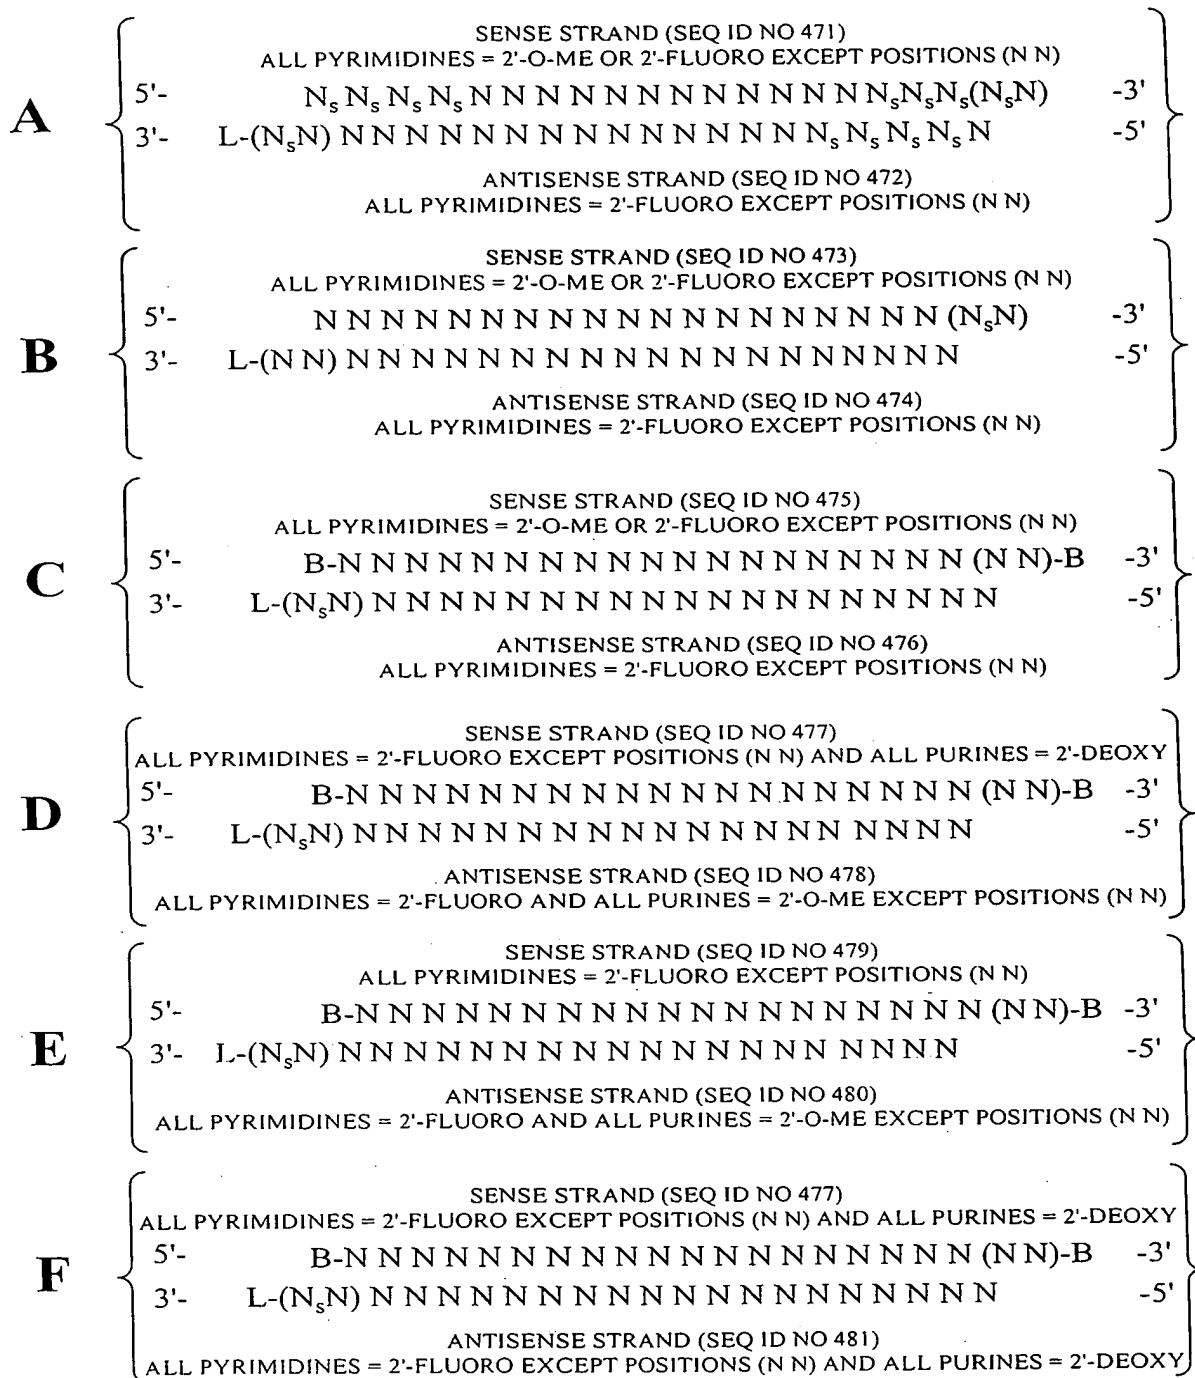 A
SENSE STRAND (SEQ ID NO 471)
ALL PYRIMIDINES = 2'-O-ME OR 2'-FLUORO EXCEPT POSITIONS (N N)
5'- NsNsNsNsN N N N N N N N N N N N NsNsNs(NsN) -3'
3'- L-(NsN) N N N N N N N N N N N N N N NsNsNsNsN -5'
ANTISENSE STRAND (SEQ ID NO 472)
ALL PYRIMIDINES = 2'-FLUORO EXCEPT POSITIONS (N N)
B
SENSE STRAND (SEQ ID NO 473)
ALL PYRIMIDINES = 2'-O-ME OR 2'-FLUORO EXCEPT POSITIONS (N N)
5'- N N N N N N N N N N N N N N N N N N N (NsN) -3'
3'- L-(N N) N N N N N N N N N N N N N N N N N N N -5'
ANTISENSE STRAND (SEQ ID NO 474)
ALL PYRIMIDINES = 2'-FLUORO EXCEPT POSITIONS (N N)
C
SENSE STRAND (SEQ ID NO 475)
ALL PYRIMIDINES = 2'-O-ME OR 2'-FLUORO EXCEPT POSITIONS (N N)
5'- B-N N N N N N N N N N N N N N N N N N N (N N)-B -3'
3'- L-(NsN) N N N N N N N N N N N N N N N N N N N -5'
ANTISENSE STRAND (SEQ ID NO 476)
ALL PYRIMIDINES = 2'-FLUORO EXCEPT POSITIONS (N N)
D
SENSE STRAND (SEQ ID NO 477)
ALL PYRIMIDINES = 2'-FLUORO EXCEPT POSITIONS (N N) AND ALL PURINES = 2'-DEOXY
5'- B-N N N N N N N N N N N N N N N N N N N (N N)-B -3'
3'- L-(NsN) N N N N N N N N N N N N N N N N N N N -5'
ANTISENSE STRAND (SEQ ID NO 478)
ALL PYRIMIDINES = 2'-FLUORO AND ALL PURINES = 2'-O-ME EXCEPT POSITIONS (N N)
E
SENSE STRAND (SEQ ID NO 479)
ALL PYRIMIDINES = 2'-FLUORO EXCEPT POSITIONS (N N)
5'- B-N N N N N N N N N N N N N N N N N N N (N N)-B -3'
3'- L-(NsN) N N N N N N N N N N N N N N N N N N N -5'
ANTISENSE STRAND (SEQ ID NO 480)
ALL PYRIMIDINES = 2'-FLUORO AND ALL PURINES = 2'-O-ME EXCEPT POSITIONS (N N)
F
SENSE STRAND (SEQ ID NO 477)
ALL PYRIMIDINES = 2'-FLUORO EXCEPT POSITIONS (N N) AND ALL PURINES = 2'-DEOXY
5'- B-N N N N N N N N N N N N N N N N N N N (N N)-B -3'
3'- L-(NsN) N N N N N N N N N N N N N N N N N N N -5'
ANTISENSE STRAND (SEQ ID NO 481)
ALL PYRIMIDINES = 2'-FLUORO EXCEPT POSITIONS (N N) AND ALL PURINES = 2'-DEOXY